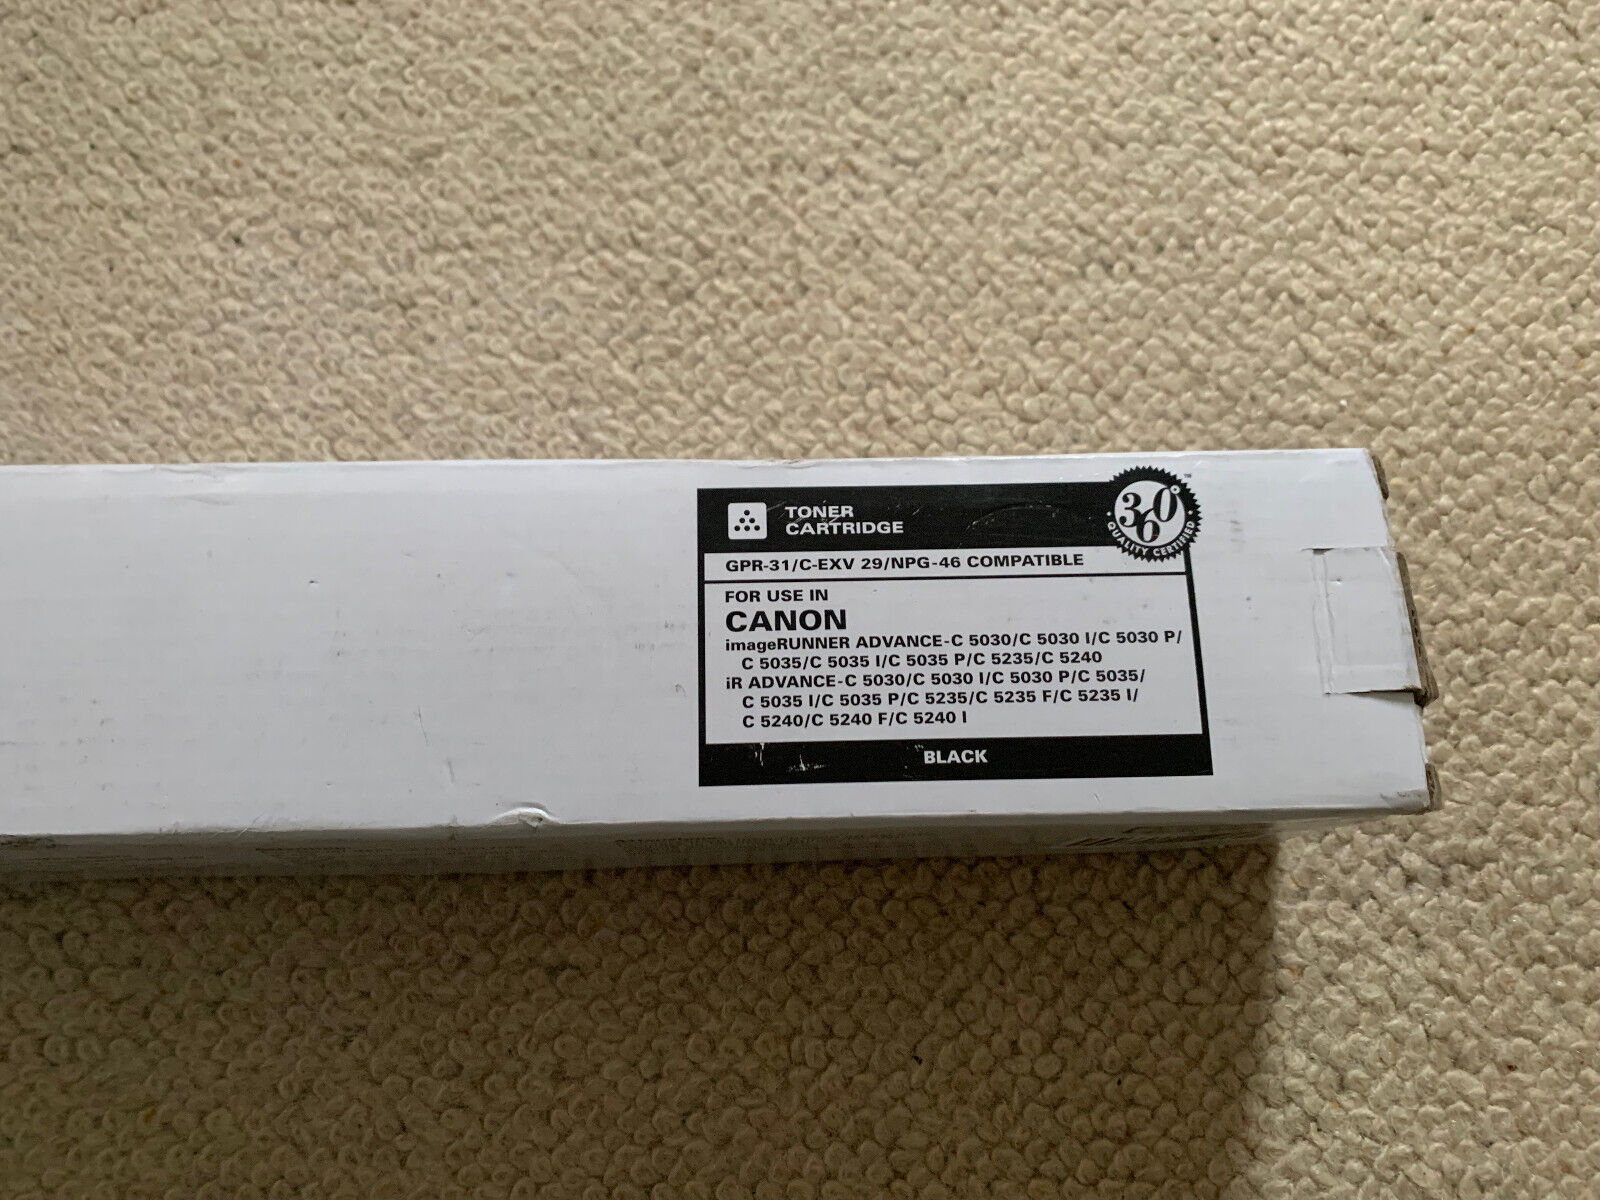 TONER
CARTRIDGE
360°
QUALITY CERTIFIED
™
GPR-31/C-EXV 29/NPG-46 COMPATIBLE
FOR USE IN
CANON
imageRUNNER ADVANCE-C 5030/C 5030 I/C 5030 P/
C 5035/C 5035 I/C 5035 P/C 5235/C 5240
iR ADVANCE-C 5030/C 5030 I/C 5030 P/C 5035/
C 5035 I/C 5035 P/C 5235/C 5235 F/C 5235 I/
C 5240/C 5240 F/C 5240 I
BLACK